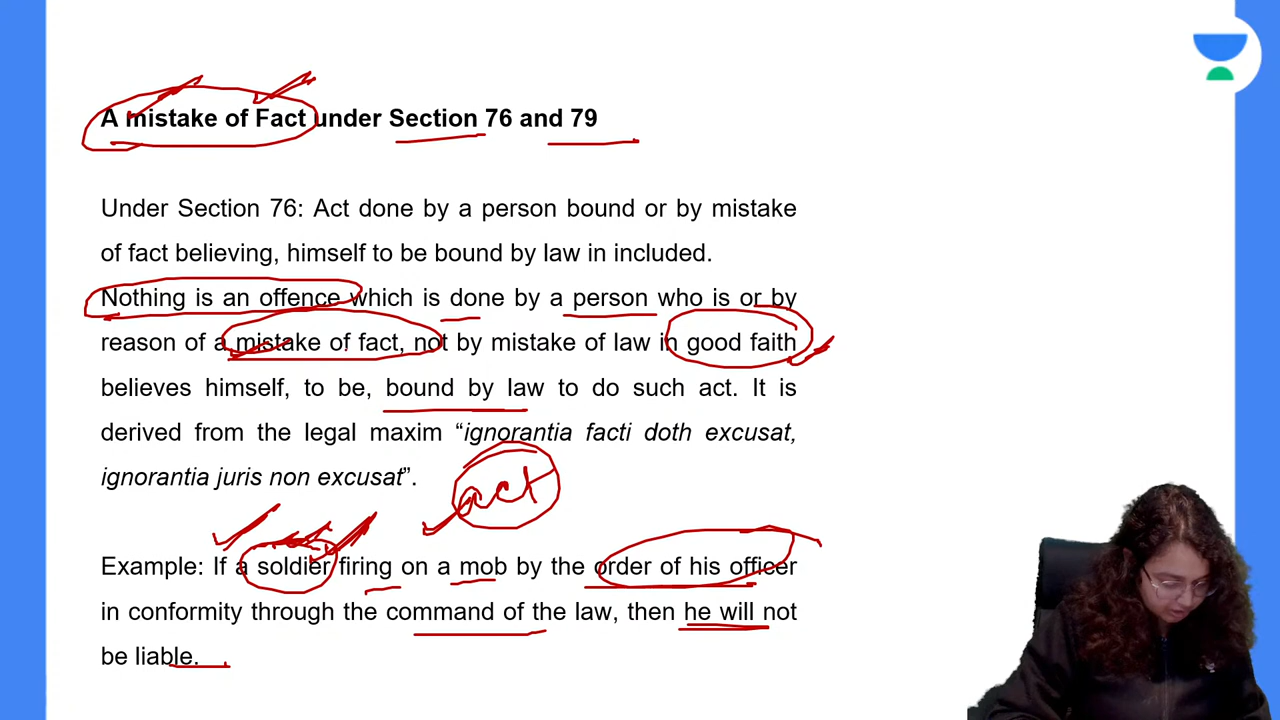 A mistake of Fact under Section 76 and 79
Under Section 76: Act done by a person bound or by mistake
of fact believing, himself to be bound by law in included.
Nothing is an offence which is done by a person who is or by
reason of a mistake of fact, not by mistake of law in good faith
believes himself, to be, bound by law to do such act. It is
derived from the legal maxim “ignorantia facti doth excusat,
ignorantia juris non excusat”.
act
Example: If a soldier firing on a mob by the order of his officer
in conformity through the command of the law, then he will not
be liable.